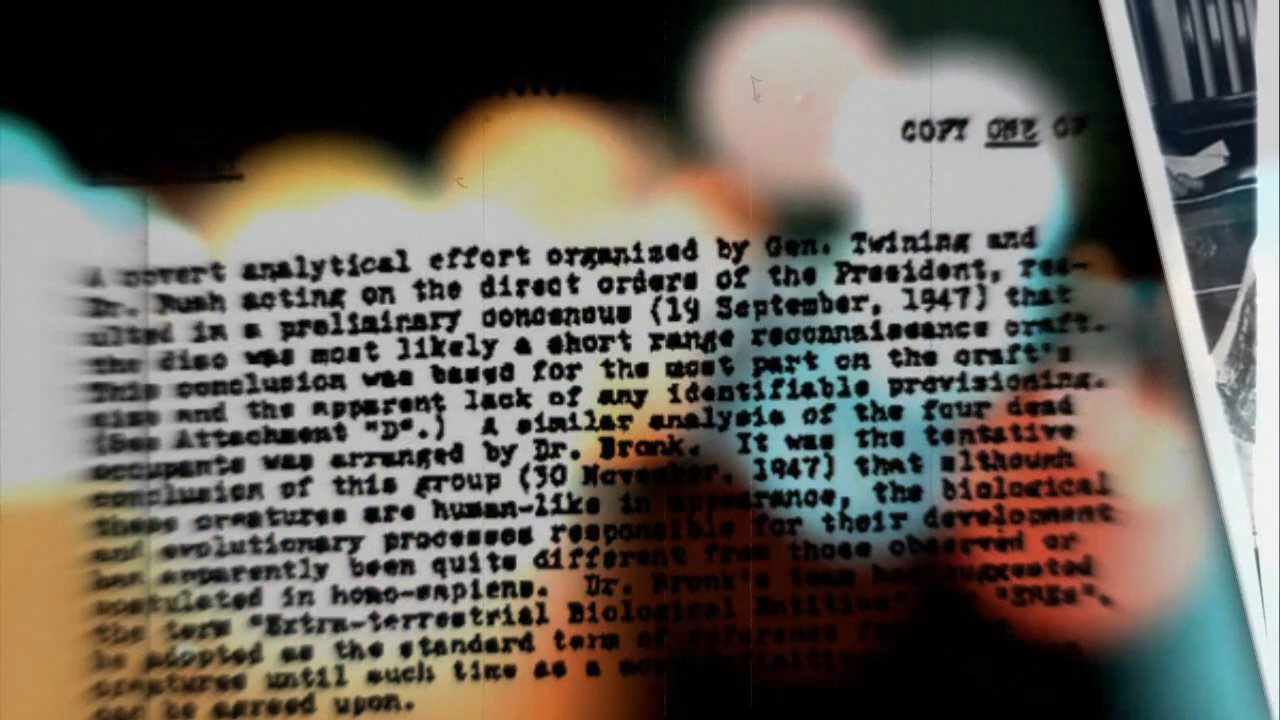 COPY ONE OF
A covert analytical effort organized by Gen. Twining and
Dr. Bush acting on the direct orders of the President, res-
ulted in a preliminary concensus (19 September, 1947) that
the disc was most likely a short range reconnaissance craft.
This conclusion was based for the most part on the craft's
size and the apparent lack of any identifiable provisioning.
(See Attachment "D".) A similar analysis of the four dead
occupants was arranged by Dr. Bronk. It was the tentative
conclusion of this group (30 November, 1947) that although
these creatures are human-like in appearance, the biological
and evolutionary processes responsible for their development
has apparently been quite different from those observed or
postulated in homo-sapiens. Dr. Bronk's team has suggested
the term "Extra-terrestrial Biological Entities" "EBEs",
be adopted as the standard term of reference
creatures until such time as a more
can be agreed upon.